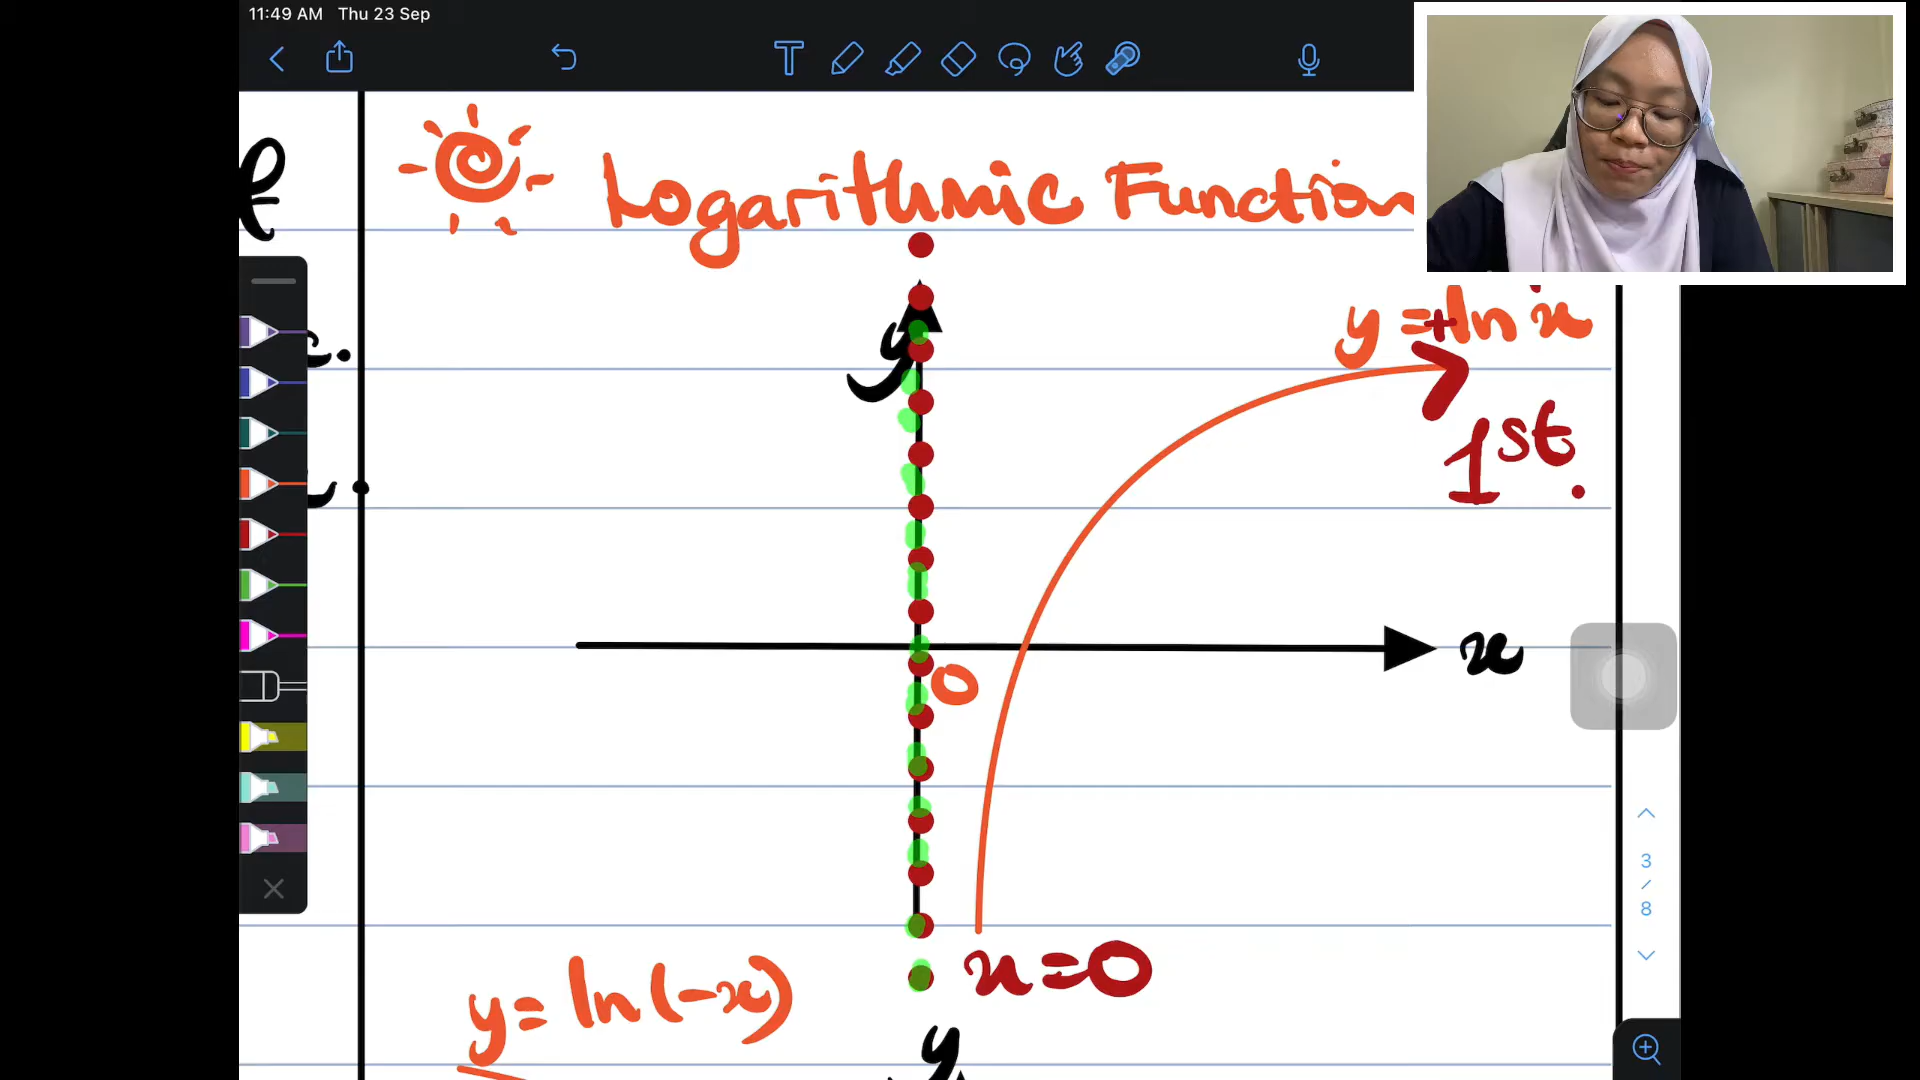 11:49 AM Thu 23 Sep
Logarithmic Function
y = + ln x
y
1st.
x
0
3
/
8
x=0
y = ln (-x)
y